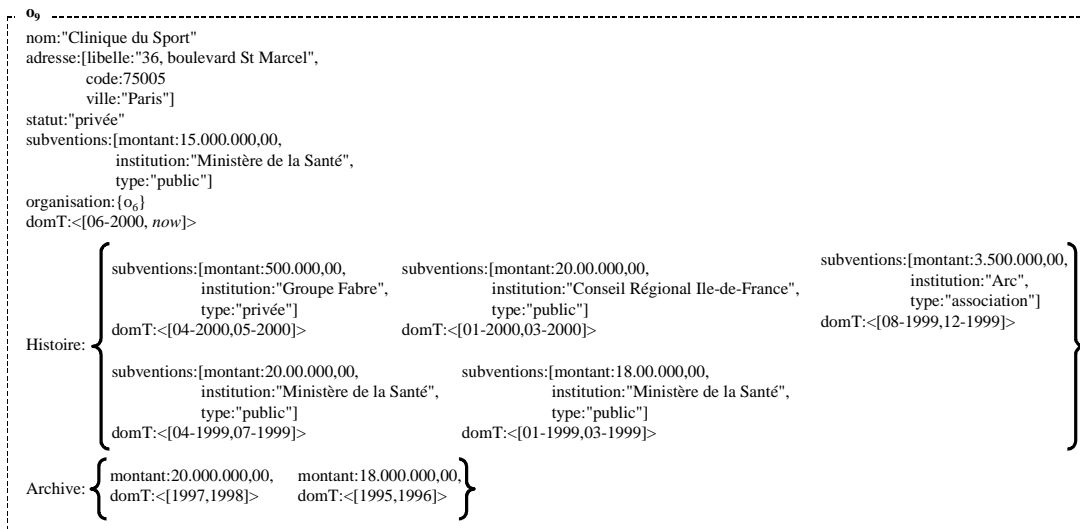 o9
nom:"Clinique du Sport"
adresse:[libelle:"36, boulevard St Marcel",
code:75005
ville:"Paris"]
statut:"privée"
subventions:[montant:15.000.000,00,
institution:"Ministère de la Santé",
type:"public"]
organisation:{o6}
domT:<[06-2000, now]>
Histoire:
subventions:[montant:500.000,00,
institution:"Groupe Fabre",
type:"privée"]
domT:<[04-2000,05-2000]>
subventions:[montant:20.00.000,00,
institution:"Conseil Régional Ile-de-France",
type:"public"]
domT:<[01-2000,03-2000]>
subventions:[montant:3.500.000,00,
institution:"Arc",
type:"association"]
domT:<[08-1999,12-1999]>
subventions:[montant:20.00.000,00,
institution:"Ministère de la Santé",
type:"public"]
domT:<[04-1999,07-1999]>
subventions:[montant:18.00.000,00,
institution:"Ministère de la Santé",
type:"public"]
domT:<[01-1999,03-1999]>
Archive:
montant:20.000.000,00,
domT:<[1997,1998]>
montant:18.000.000,00,
domT:<[1995,1996]>